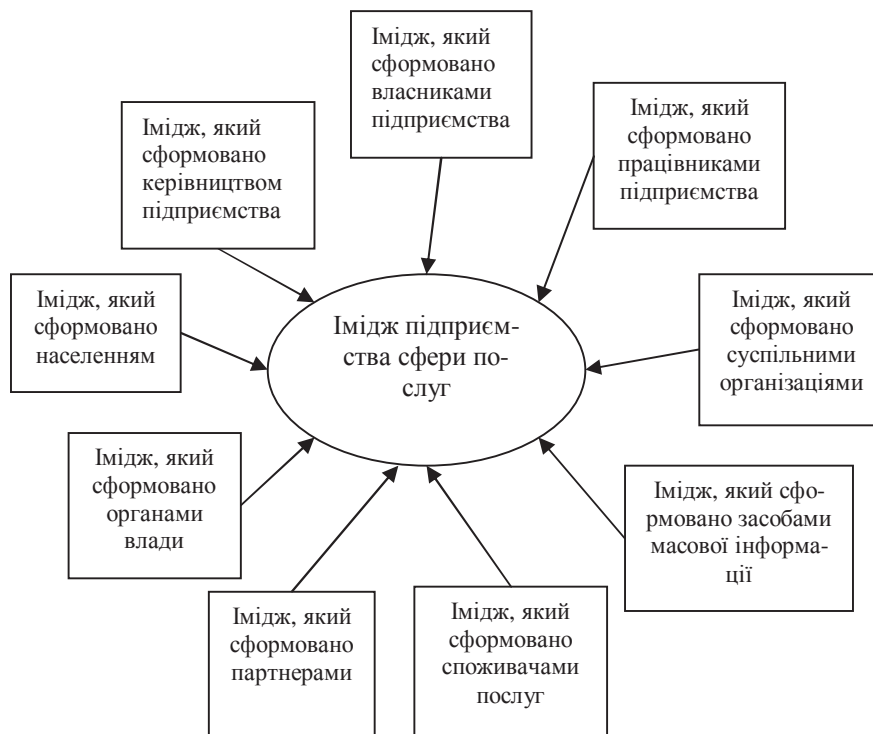 Імідж, який
сформовано
власниками
підприємства
Імідж, який
сформовано
керівництвом
підприємства
Імідж, який
сформовано
працівниками
підприємства
Імідж, який
сформовано
населенням
Імідж підприєм-
ства сфери по-
слуг
Імідж, який
сформовано
суспільними
організаціями
Імідж, який
сформовано
органами
влади
Імідж, який сфо-
рмовано засобами
масової інформа-
ції
Імідж, який
сформовано
партнерами
Імідж, який
сформовано
споживачами
послуг